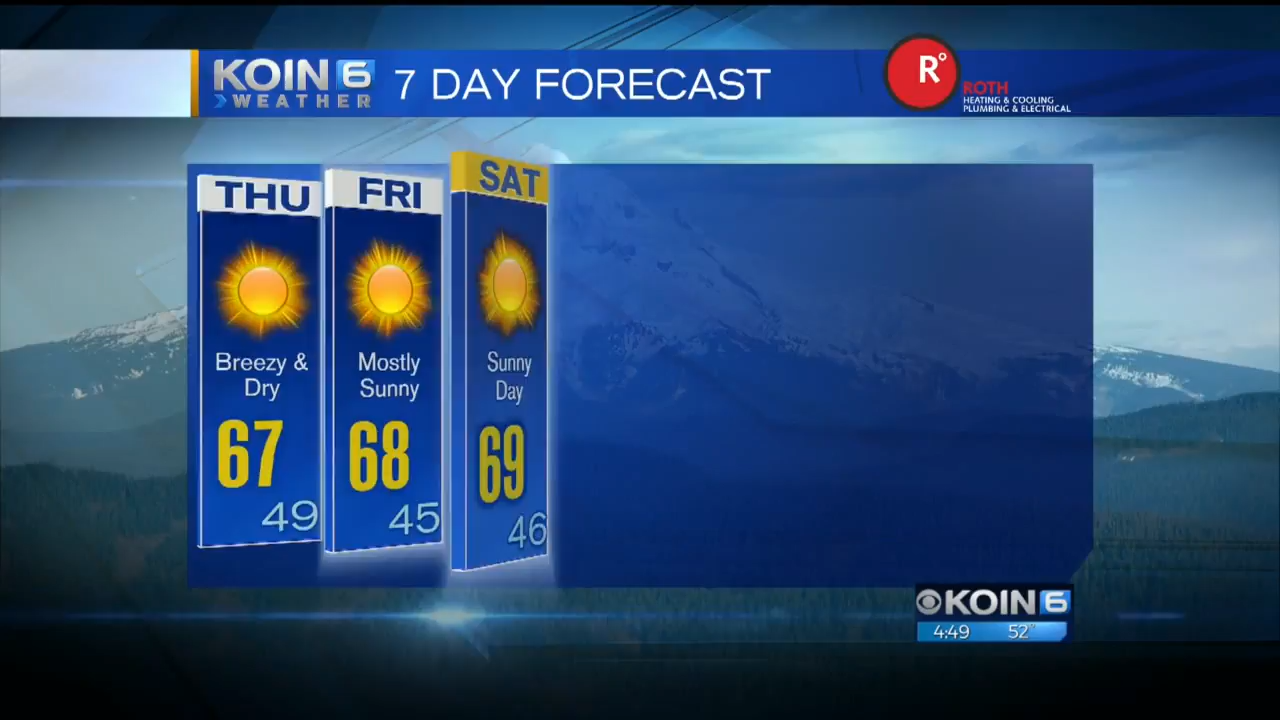 KOIN 6
WEATHER
7 DAY FORECAST
R°
ROTH
HEATING & COOLING
PLUMBING & ELECTRICAL
THU
Breezy &
Dry
67
49
FRI
Mostly
Sunny
68
45
SAT
Sunny
Day
69
46
KOIN 6
4:49 52°